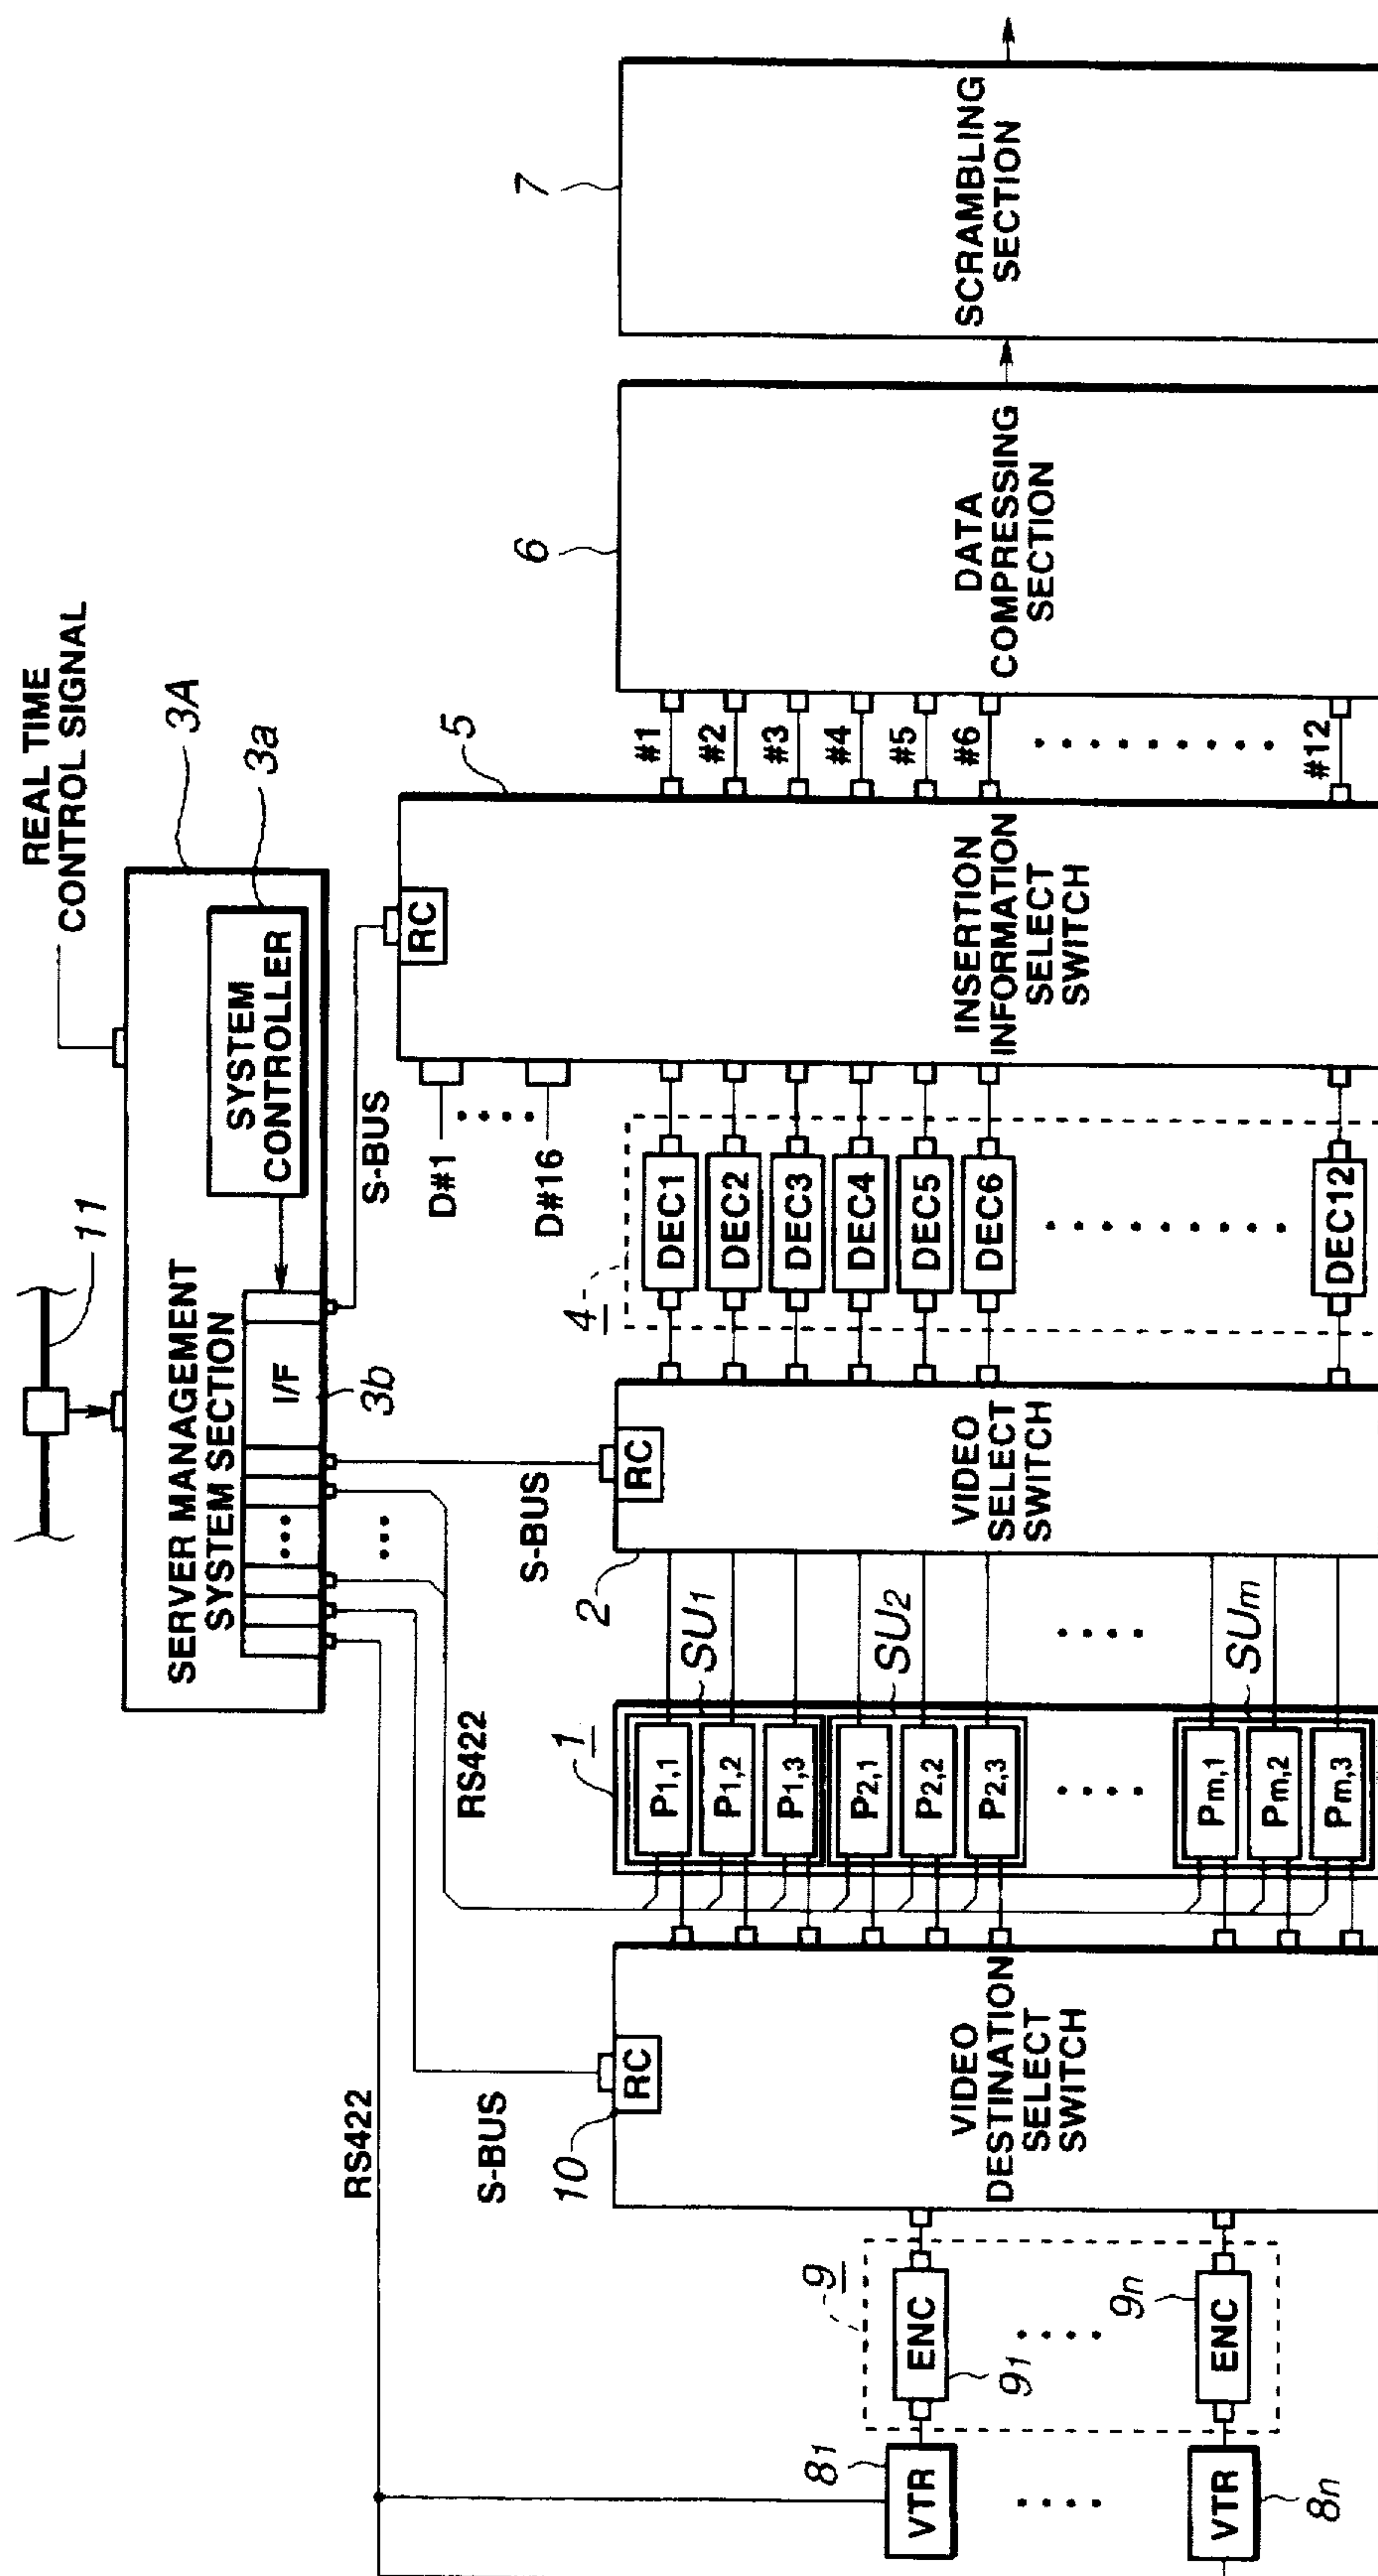 REAL TIME
CONTROL SIGNAL
11
3A
SERVER MANAGEMENT
SYSTEM SECTION
SYSTEM
CONTROLLER
3a
I/F
3b
RS422
S-BUS
RS422
S-BUS
S-BUS
VTR
81
VTR
8n
9
ENC
91
ENC
9n
10
RC
VIDEO
DESTINATION
SELECT
SWITCH
1
P1,1
P1,2
P1,3
SU1
P2,1
P2,2
P2,3
SU2
Pm,1
Pm,2
Pm,3
SUm
2
RC
VIDEO
SELECT
SWITCH
4
DEC1
DEC2
DEC3
DEC4
DEC5
DEC6
DEC12
D#1
D#16
5
RC
INSERTION
INFORMATION
SELECT
SWITCH
#1
#2
#3
#4
#5
#6
#12
6
DATA
COMPRESSING
SECTION
7
SCRAMBLING
SECTION